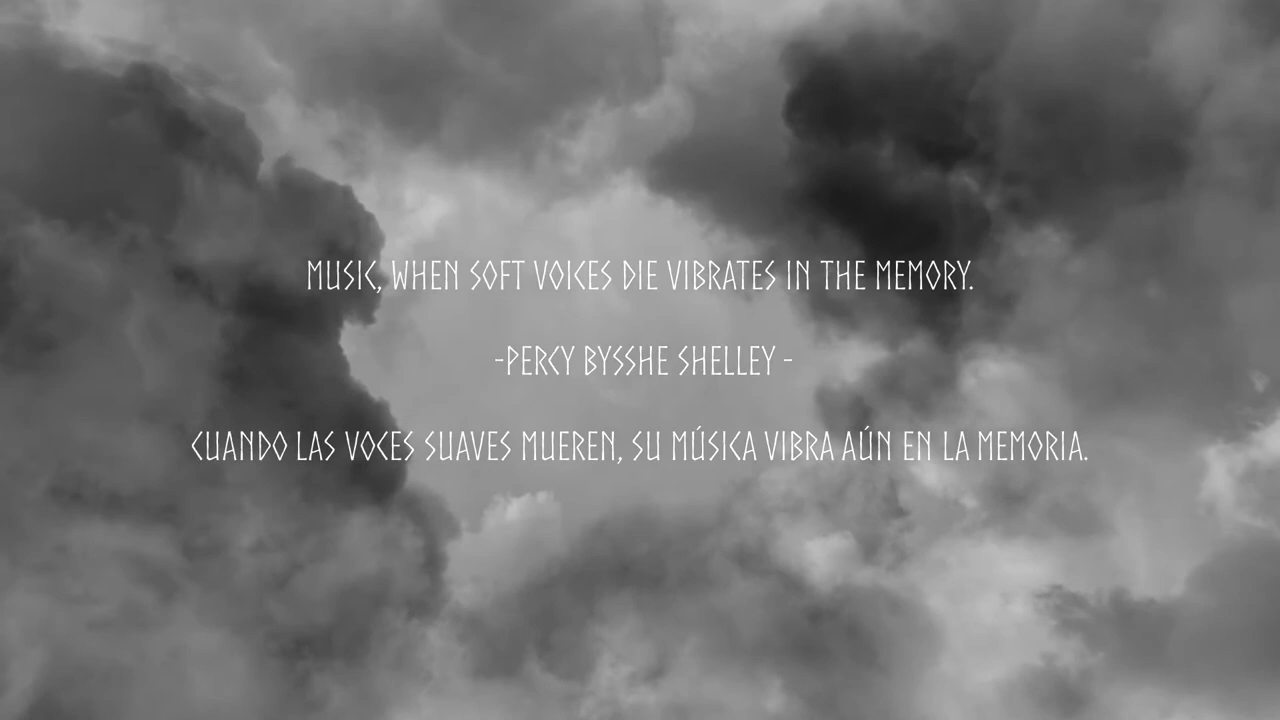 MUSIC, WHEN SOFT VOICES DIE VIBRATES IN THE MEMORY.
-PERCY BYSSHE SHELLEY -
CUANDO LAS VOCES SUAVES MUEREN, SU MÚSICA VIBRA AÚN EN LA MEMORIA.